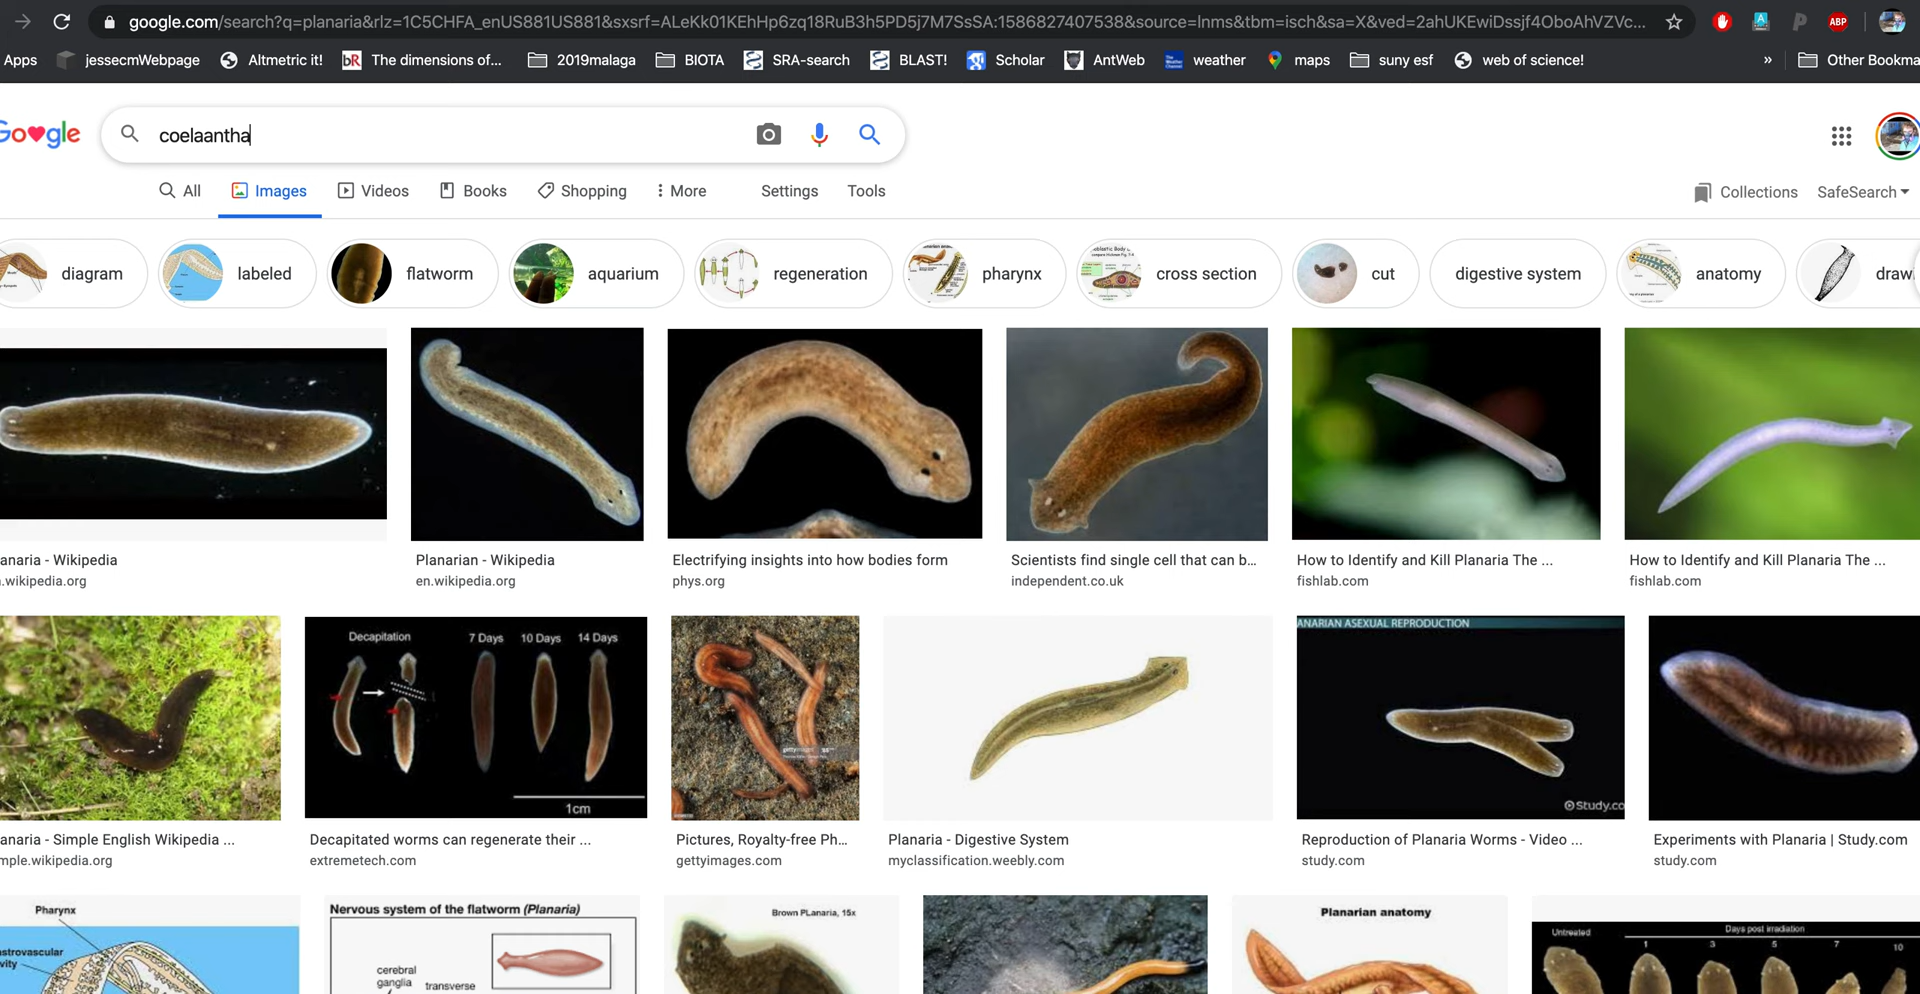 google.com/search?q=planaria&rlz=1C5CHFA_enUS881US881&sxsrf=ALeKk01KEhHp6zq18RuB3h5PD5j7M7SsSA:1586827407538&source=lnms&tbm=isch&sa=X&ved=2ahUKEwiDssjf4OboAhVZVc... ABP
Apps jessecmWebpage Altmetric it! bR The dimensions of... 2019malaga BIOTA SRA-search BLAST! Scholar AntWeb weather maps suny esf web of science! » Other Bookma
coelaantha
All Images Videos Books Shopping More Settings Tools Collections SafeSearch
diagram labeled flatworm aquarium regeneration pharynx cross section cut digestive system anatomy draw
anaria - Wikipedia
.wikipedia.org
Planarian - Wikipedia
en.wikipedia.org
Electrifying insights into how bodies form
phys.org
Scientists find single cell that can b...
independent.co.uk
How to Identify and Kill Planaria The ...
fishlab.com
How to Identify and Kill Planaria The ...
fishlab.com
Decapitation 7 Days 10 Days 14 Days
1cm
ANARIAN ASEXUAL REPRODUCTION
Study.co
anaria - Simple English Wikipedia ...
mple.wikipedia.org
Decapitated worms can regenerate their ...
extremetech.com
Pictures, Royalty-free Ph...
gettyimages.com
Planaria - Digestive System
myclassification.weebly.com
Reproduction of Planaria Worms - Video ...
study.com
Experiments with Planaria | Study.com
study.com
Pharynx
astrovascular
vity
Nervous system of the flatworm (Planaria)
cerebral
ganglia
transverse
Brown PLanaria, 15x
Planarian anatomy
Untreated Days post irradiation
1 3 5 7 10